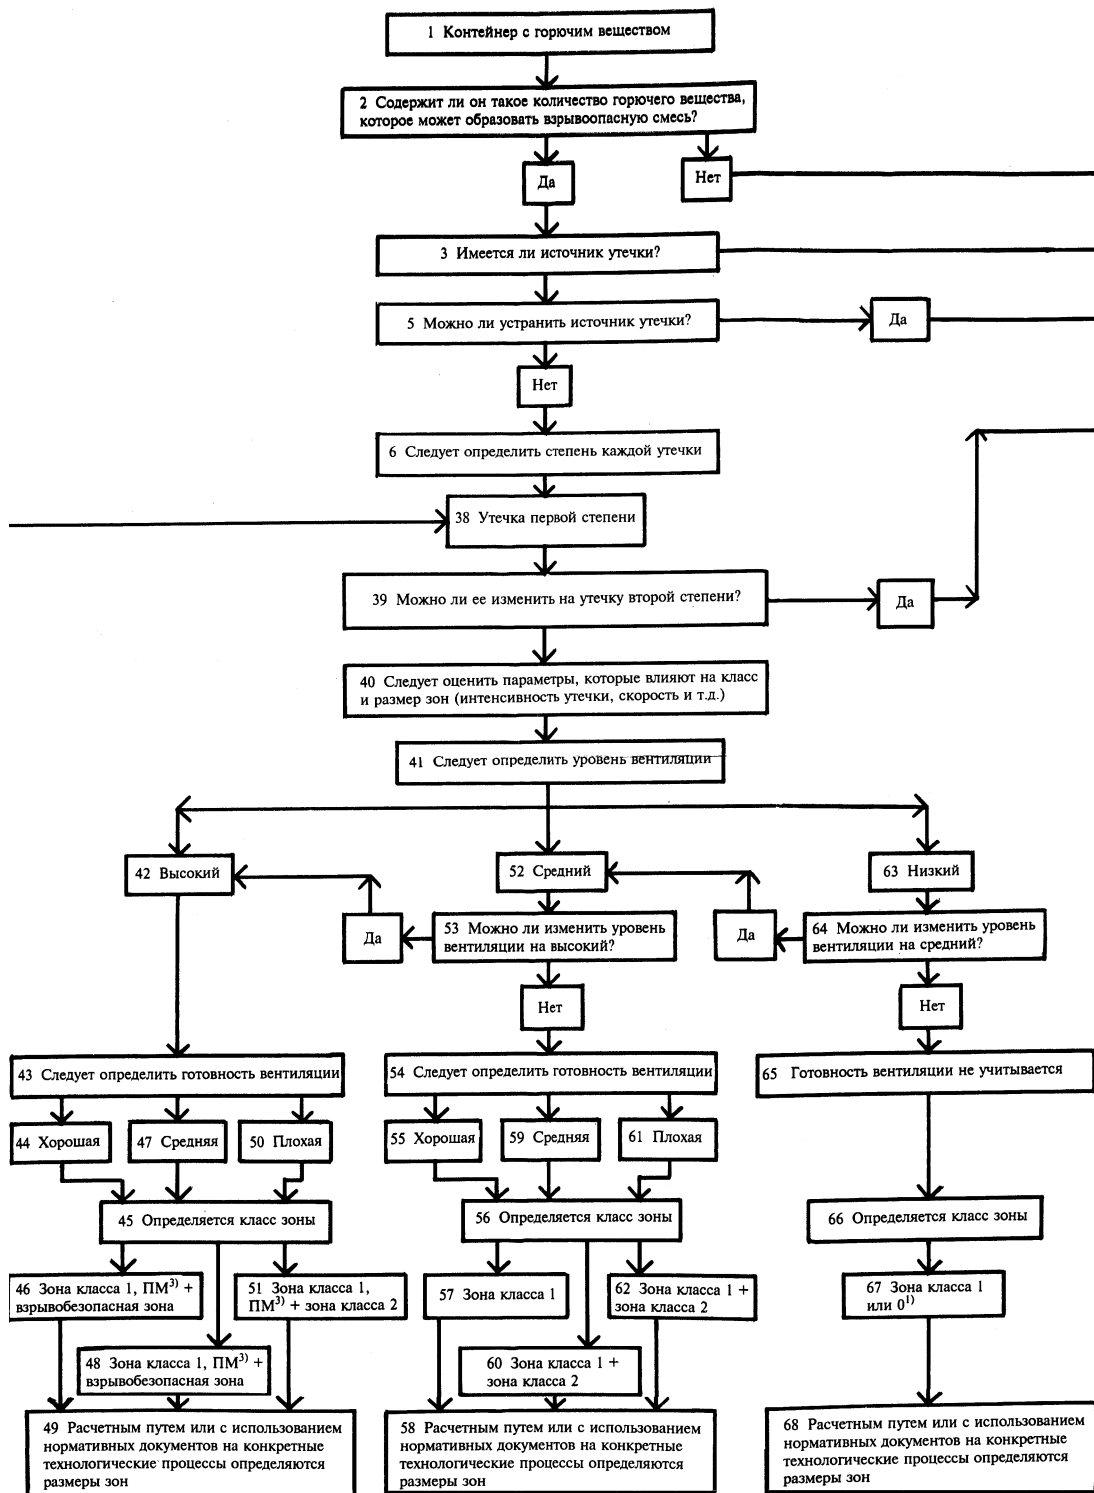 1 Контейнер с горючим веществом
2 Содержит ли он такое количество горючего вещества,
которое может образовать взрывоопасную смесь?
Да
Нет
3 Имеется ли источник утечки?
5 Можно ли устранить источник утечки?
Да
Нет
6 Следует определить степень каждой утечки
38 Утечка первой степени
39 Можно ли ее изменить на утечку второй степени?
Да
40 Следует оценить параметры, которые влияют на класс
и размер зон (интенсивность утечки, скорость и т.д.)
41 Следует определить уровень вентиляции
42 Высокий
52 Средний
63 Низкий
Да
53 Можно ли изменить уровень
вентиляции на высокий?
Да
64 Можно ли изменить уровень
вентиляции на средний?
Нет
Нет
43 Следует определить готовность вентиляции
54 Следует определить готовность вентиляции
65 Готовность вентиляции не учитывается
44 Хорошая
47 Средняя
50 Плохая
55 Хорошая
59 Средняя
61 Плохая
45 Определяется класс зоны
56 Определяется класс зоны
66 Определяется класс зоны
46 Зона класса 1, ПМ3) +
взрывобезопасная зона
51 Зона класса 1,
ПМ3) + зона класса 2
57 Зона класса 1
62 Зона класса 1 +
зона класса 2
67 Зона класса 1
или 01)
48 Зона класса 1, ПМ3) +
взрывобезопасная зона
60 Зона класса 1 +
зона класса 2
49 Расчетным путем или с использованием
нормативных документов на конкретные
технологические процессы определяются
размеры зон
58 Расчетным путем или с использованием
нормативных документов на конкретные
технологические процессы определяются
размеры зон
68 Расчетным путем или с использованием
нормативных документов на конкретные
технологические процессы определяются
размеры зон